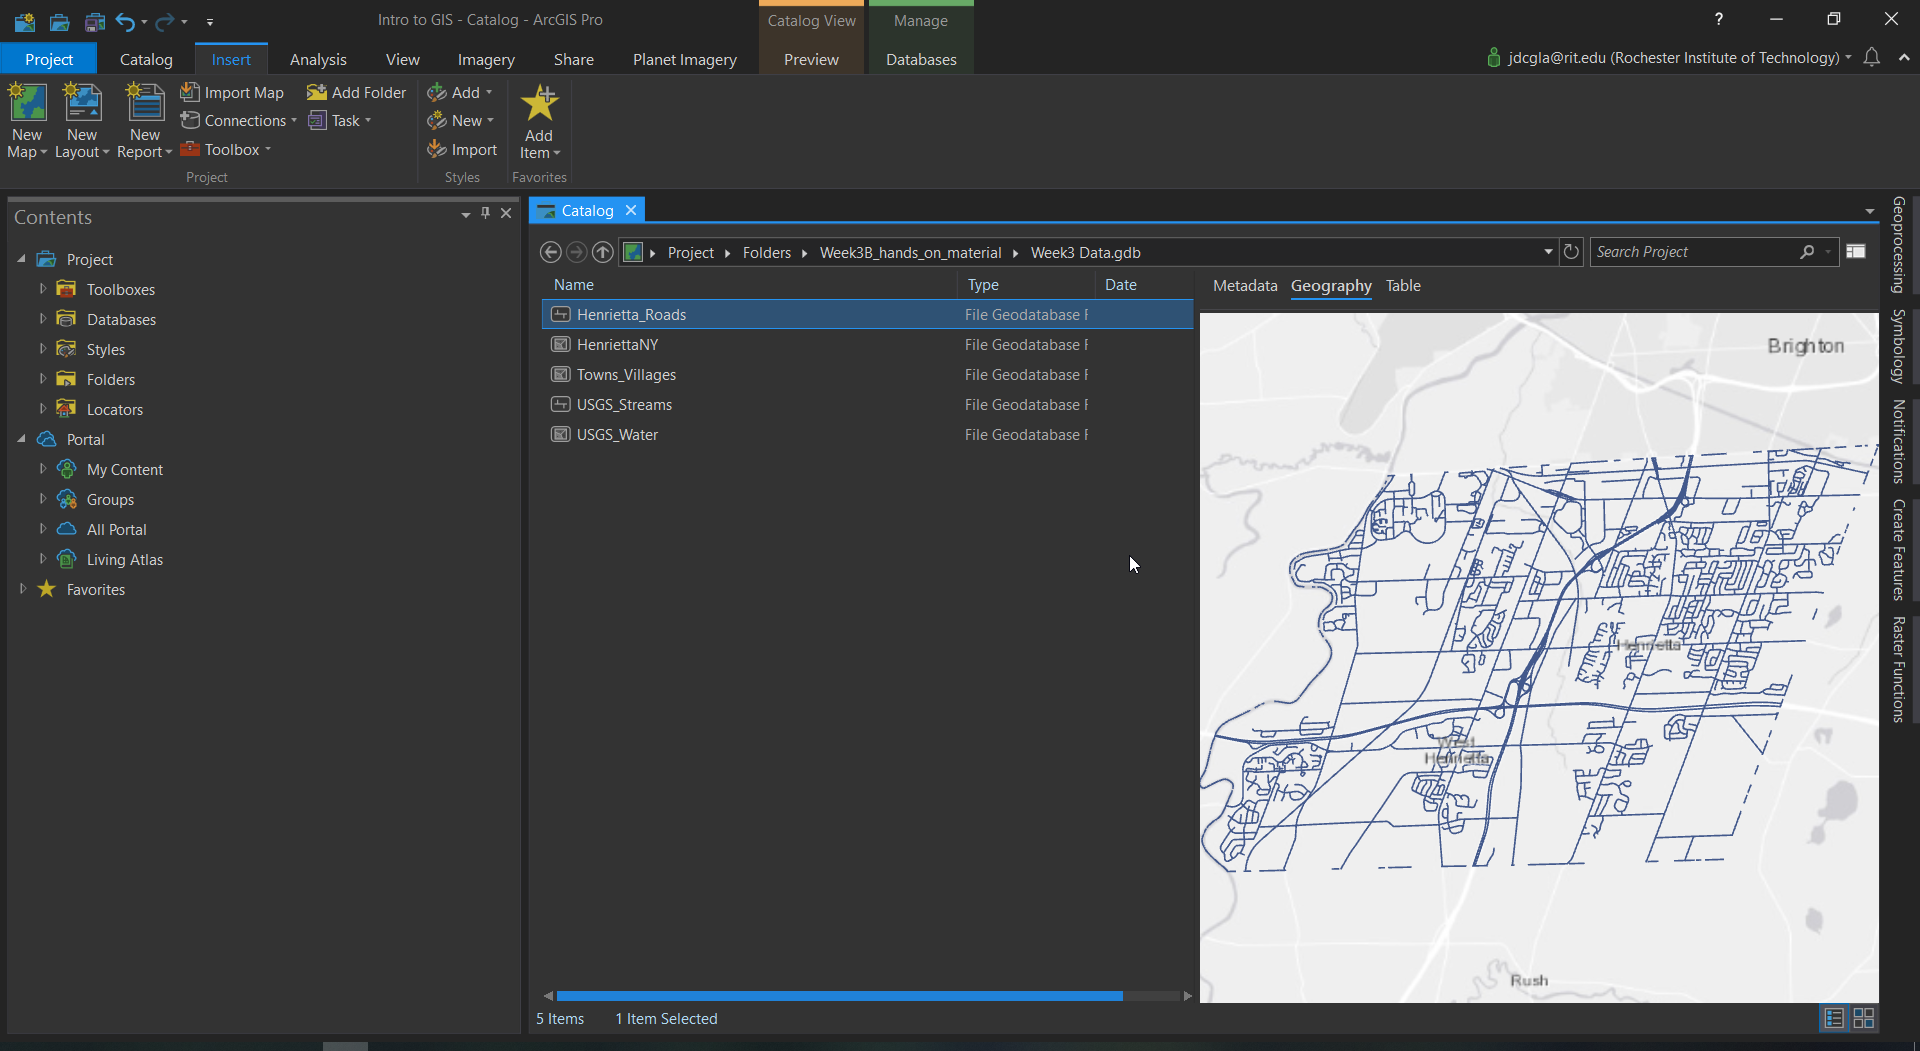 Intro to GIS - Catalog - ArcGIS Pro
Catalog View
Manage
?
Project
Catalog
Insert
Analysis
View
Imagery
Share
Planet Imagery
Preview
Databases
jdcgla@rit.edu (Rochester Institute of Technology)
New Map
New Layout
New Report
Import Map
Connections
Toolbox
Add Folder
Task
Project
Add
New
Import
Styles
Add Item
Favorites
Contents
Project
Toolboxes
Databases
Styles
Folders
Locators
Portal
My Content
Groups
All Portal
Living Atlas
Favorites
Catalog
Project
Folders
Week3B_hands_on_material
Week3 Data.gdb
Search Project
Name
Type
Date
Henrietta_Roads
File Geodatabase F
HenriettaNY
File Geodatabase F
Towns_Villages
File Geodatabase F
USGS_Streams
File Geodatabase F
USGS_Water
File Geodatabase F
5 Items
1 Item Selected
Metadata
Geography
Table
Brighton
Henrietta
West
Henrietta
Rush
Geoprocessing
Symbology
Notifications
Create Features
Raster Functions